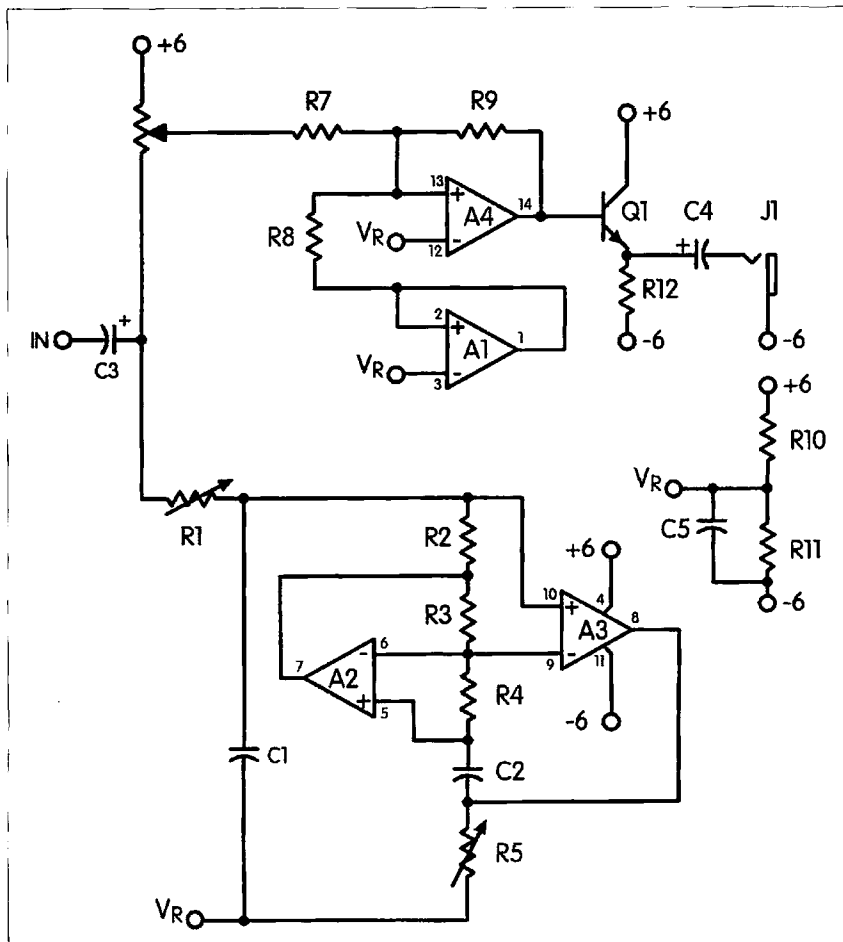 +6
R7
R9
+6
13
+
A4
14
Q1
C4
J1
VR
-
12
R8
+
R12
2
+
A1
1
-6
-6
IN
+
C3
VR
-
3
+6
R10
VR
C5
R11
-6
R1
R2
+6
10
+
4
A3
8
R3
6
-
9
-
11
7
A2
R4
+
5
-6
C1
C2
R5
VR